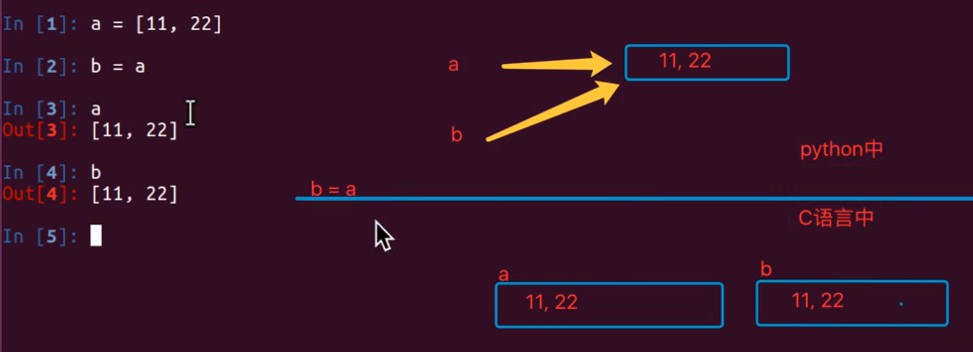 In [1]: a = [11, 22]
In [2]: b = a
In [3]: a
Out[3]: [11, 22]
In [4]: b
Out[4]: [11, 22]
In [5]:
a
11, 22
b
python中
b = a
C语言中
a
11, 22
b
11, 22